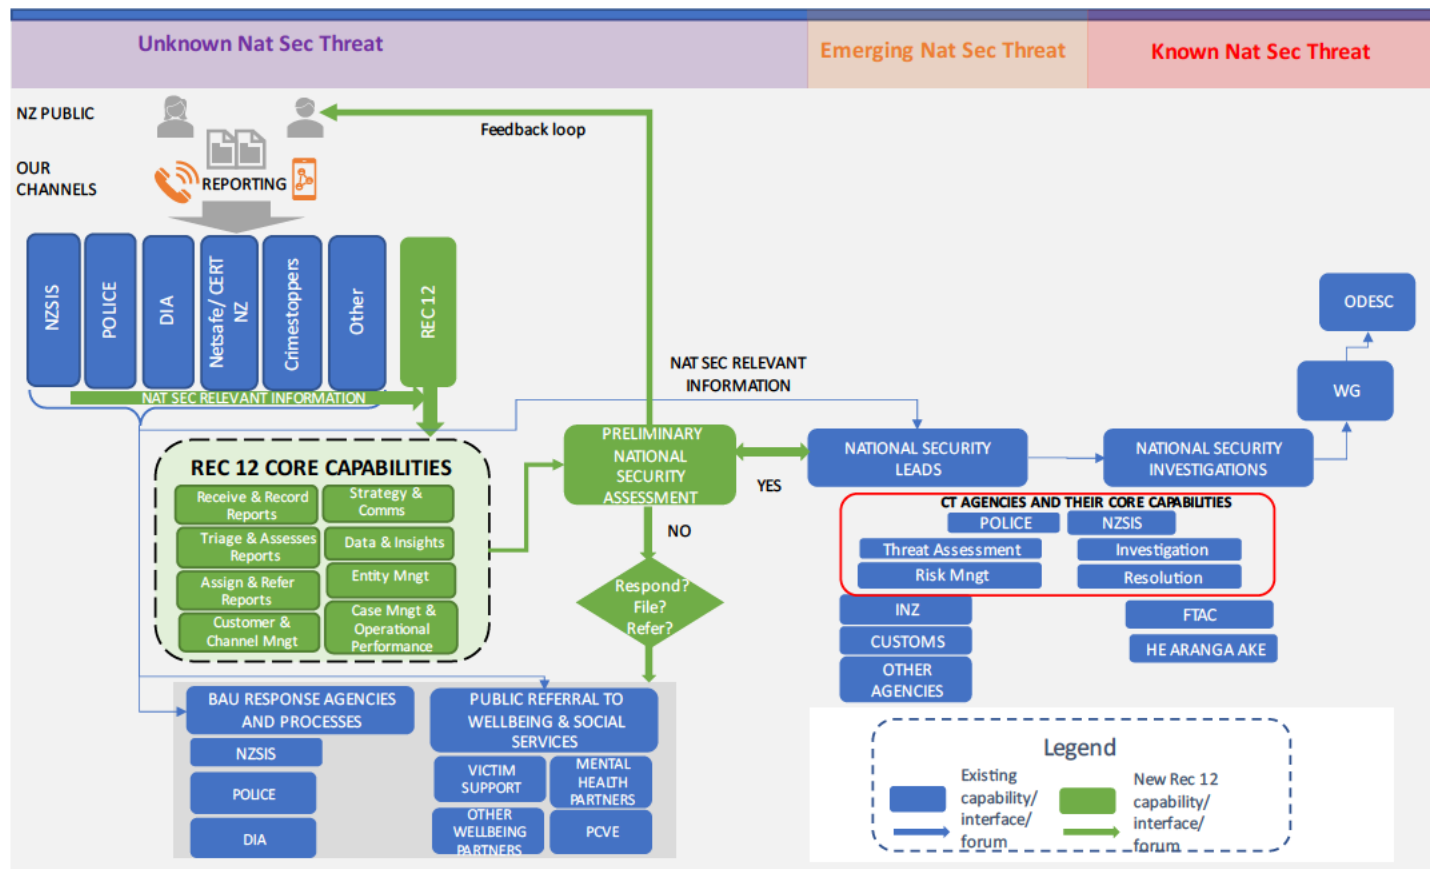 Unknown Nat Sec Threat
Emerging Nat Sec Threat
Known Nat Sec Threat
NZ PUBLIC
Feedback loop
OUR
CHANNELS
REPORTING
NZSIS
POLICE
DIA
Netsafe/ CERT
NZ
Crimestoppers
Other
REC 12
NAT SEC RELEVANT INFORMATION
NAT SEC RELEVANT
INFORMATION
ODESC
WG
REC 12 CORE CAPABILITIES
Receive & Record
Reports
Strategy &
Comms
Triage & Assesses
Reports
Data & Insights
Assign & Refer
Reports
Entity Mngt
Customer
& Channel Mngt
Case Mngt &
Operational
Performance
PRELIMINARY
NATIONAL
SECURITY
ASSESSMENT
YES
NO
Respond?
File?
Refer?
NATIONAL SECURITY
LEADS
NATIONAL SECURITY
INVESTIGATIONS
CT AGENCIES AND THEIR CORE CAPABILITIES
POLICE
NZSIS
Threat Assessment
Investigation
Risk Mngt
Resolution
INZ
FTAC
CUSTOMS
HE ARANGA AKE
OTHER
AGENCIES
BAU RESPONSE AGENCIES
AND PROCESSES
NZSIS
POLICE
DIA
PUBLIC REFERRAL TO
WELLBEING & SOCIAL
SERVICES
VICTIM
SUPPORT
MENTAL
HEALTH
PARTNERS
OTHER
WELLBEING
PARTNERS
PCVE
Legend
Existing
capability/
interface/
forum
New Rec 12
capability/
interface/
forum